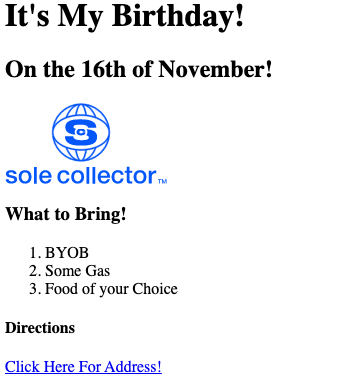 It's My Birthday!
On the 16th of November!
S
sole collector™
What to Bring!
1. BYOB
2. Some Gas
3. Food of your Choice
Directions
Click Here For Address!